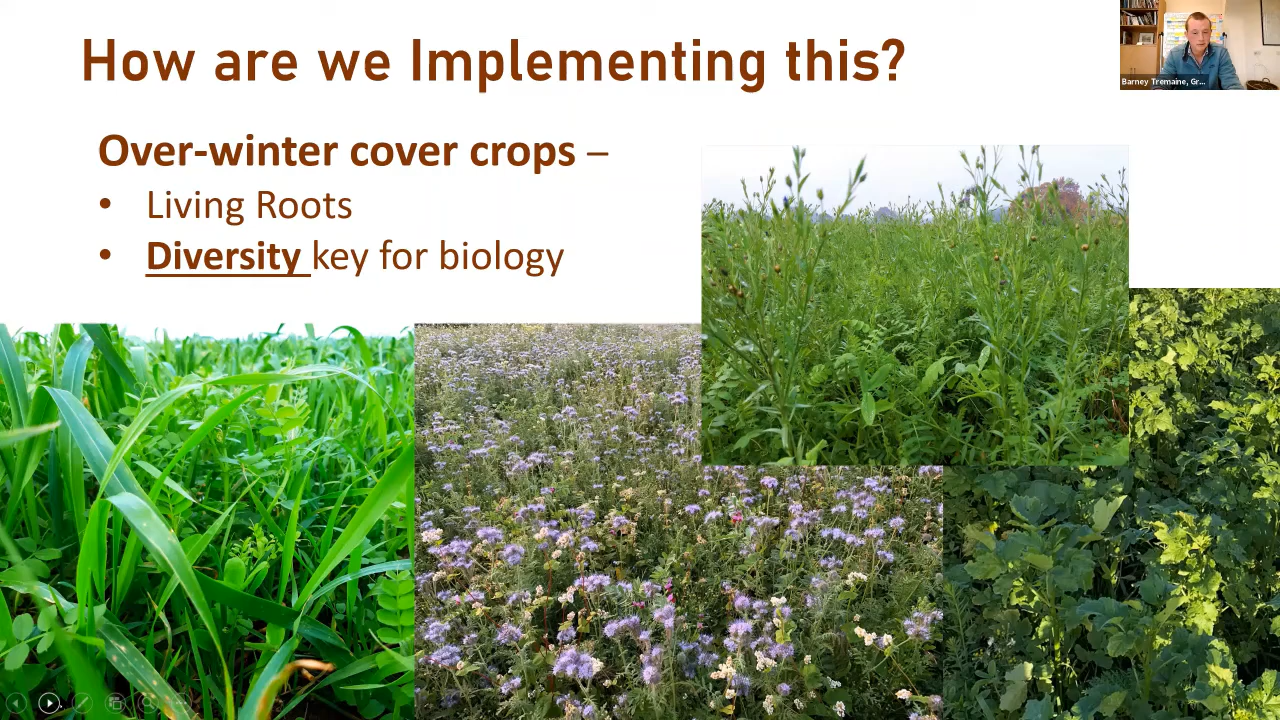 How are we Implementing this?
Over-winter cover crops –
• Living Roots
• Diversity key for biology
Barney Tremaine, Gr...